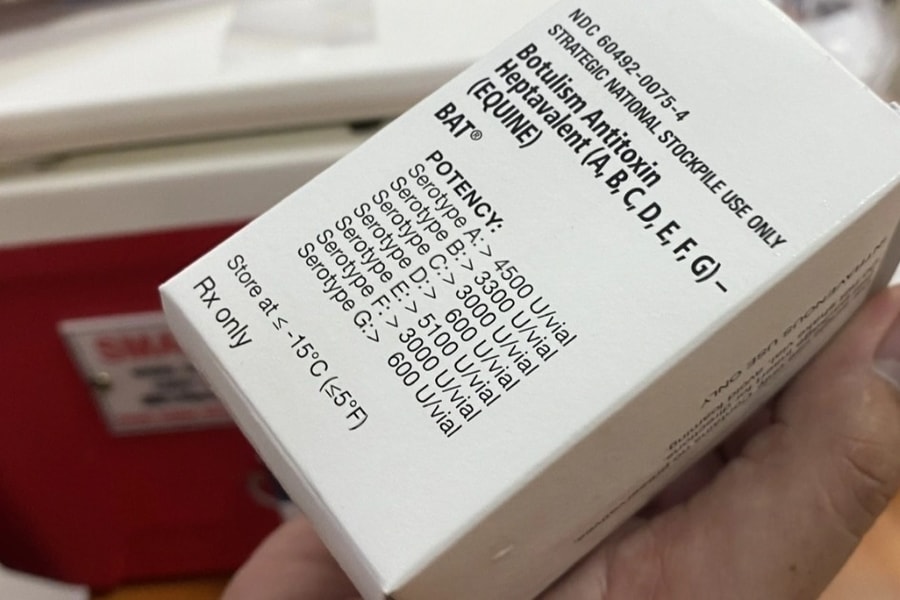 NDC 60492-0075-4
STRATEGIC NATIONAL STOCKPILE USE ONLY
Botulism Antitoxin
Heptavalent (A, B, C, D, E, F, G) –
(EQUINE)
BAT®
POTENCY:
Serotype A: > 4500 U/vial
Serotype B: > 3300 U/vial
Serotype C: > 3000 U/vial
Serotype D: > 600 U/vial
Serotype E: > 5100 U/vial
Serotype F: > 3000 U/vial
Serotype G: > 600 U/vial
Store at ≤ -15°C (≤5°F)
Rx only
USE ONLY